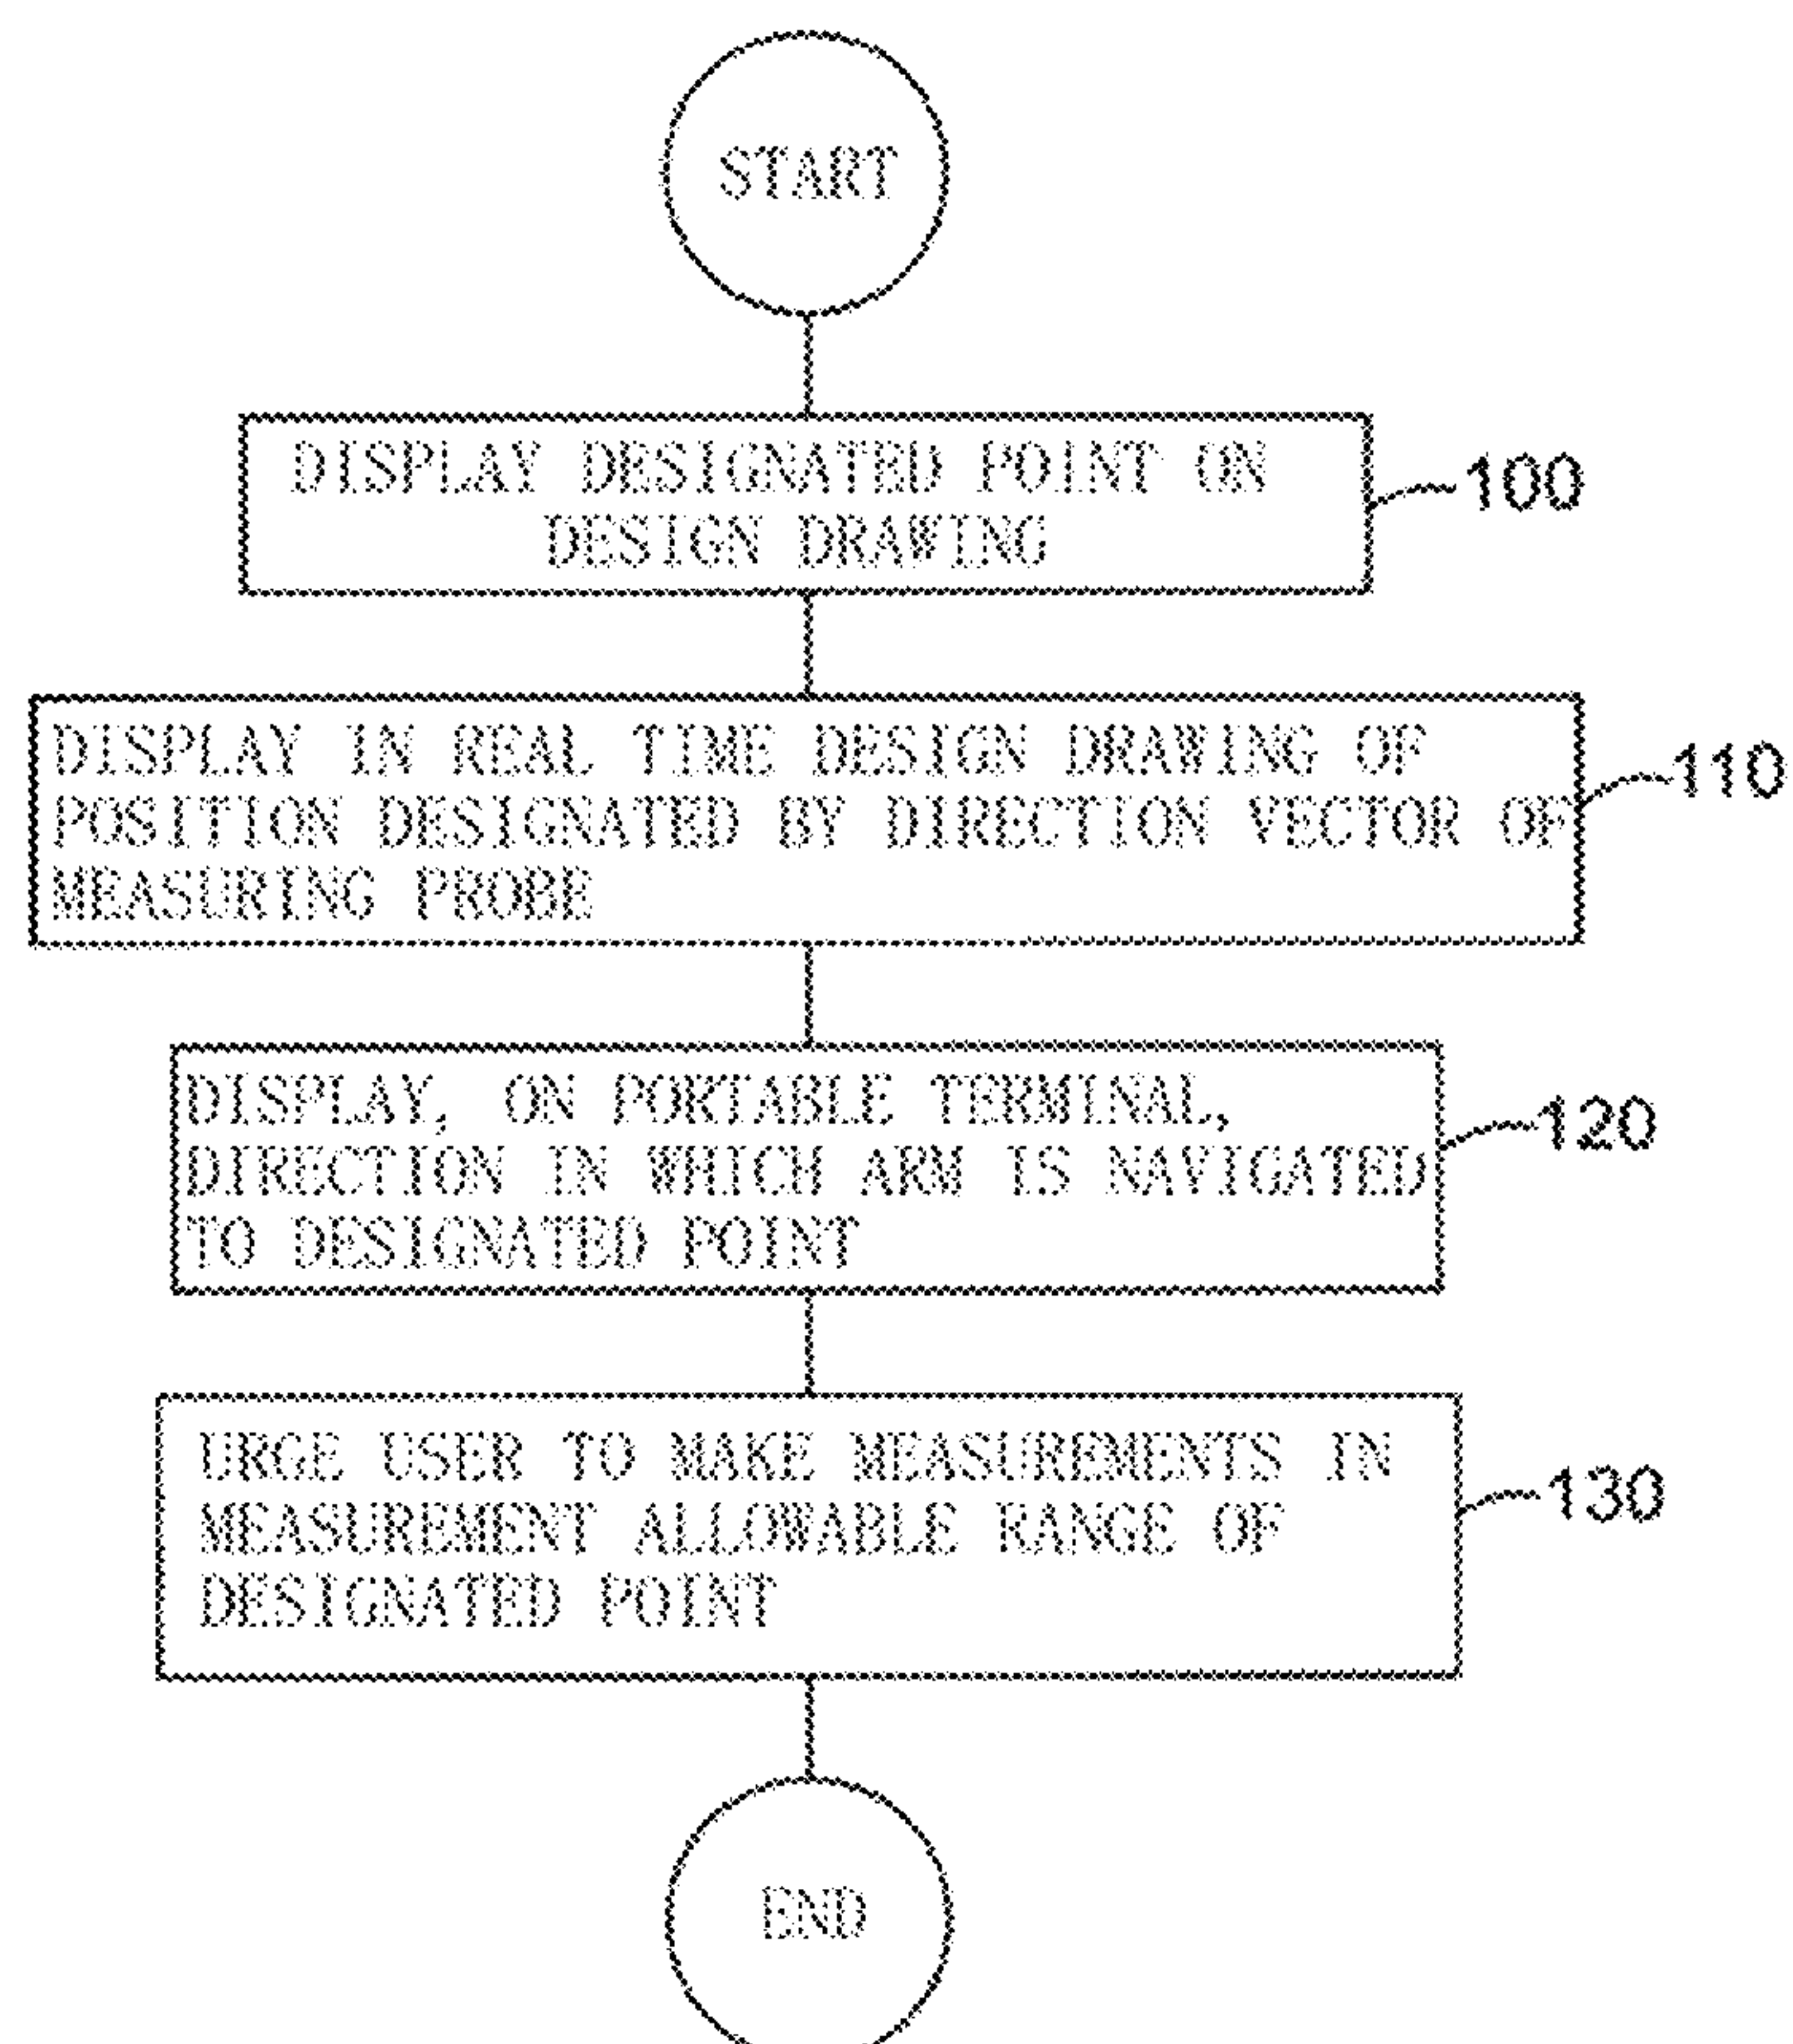 START
DISPLAY DESIGNATED POINT ON
DESIGN DRAWING
100
DISPLAY IN REAL TIME DESIGN DRAWING OF
POSITION DESIGNATED BY DIRECTION VECTOR OF
MEASURING PROBE
110
DISPLAY, ON PORTABLE TERMINAL,
DIRECTION IN WHICH ARM IS NAVIGATED
TO DESIGNATED POINT
120
URGE USER TO MAKE MEASUREMENTS IN
MEASUREMENT ALLOWABLE RANGE OF
DESIGNATED POINT
130
END